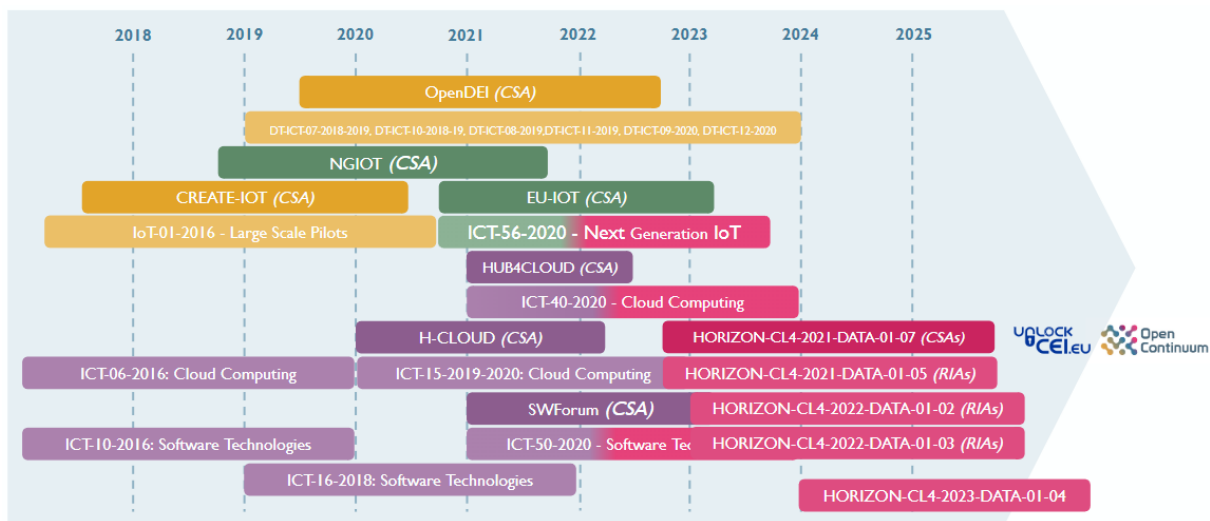 2018 2019 2020 2021 2022 2023 2024 2025
OpenDEI (CSA)
DT-ICT-07-2018-2019, DT-ICT-10-2018-19, DT-ICT-08-2019,DT-ICT-11-2019, DT-ICT-09-2020, DT-ICT-12-2020
NGIOT (CSA)
CREATE-IOT (CSA)
EU-IOT (CSA)
IoT-01-2016 - Large Scale Pilots
ICT-56-2020 - Next Generation IoT
HUB4CLOUD (CSA)
ICT-40-2020 - Cloud Computing
H-CLOUD (CSA)
HORIZON-CL4-2021-DATA-01-07 (CSAs)
UNLOCK
CEI.EU
Open
Continuum
ICT-06-2016: Cloud Computing
ICT-15-2019-2020: Cloud Computing
HORIZON-CL4-2021-DATA-01-05 (RIAs)
SWForum (CSA)
HORIZON-CL4-2022-DATA-01-02 (RIAs)
ICT-10-2016: Software Technologies
ICT-50-2020 - Software Tec
HORIZON-CL4-2022-DATA-01-03 (RIAs)
ICT-16-2018: Software Technologies
HORIZON-CL4-2023-DATA-01-04